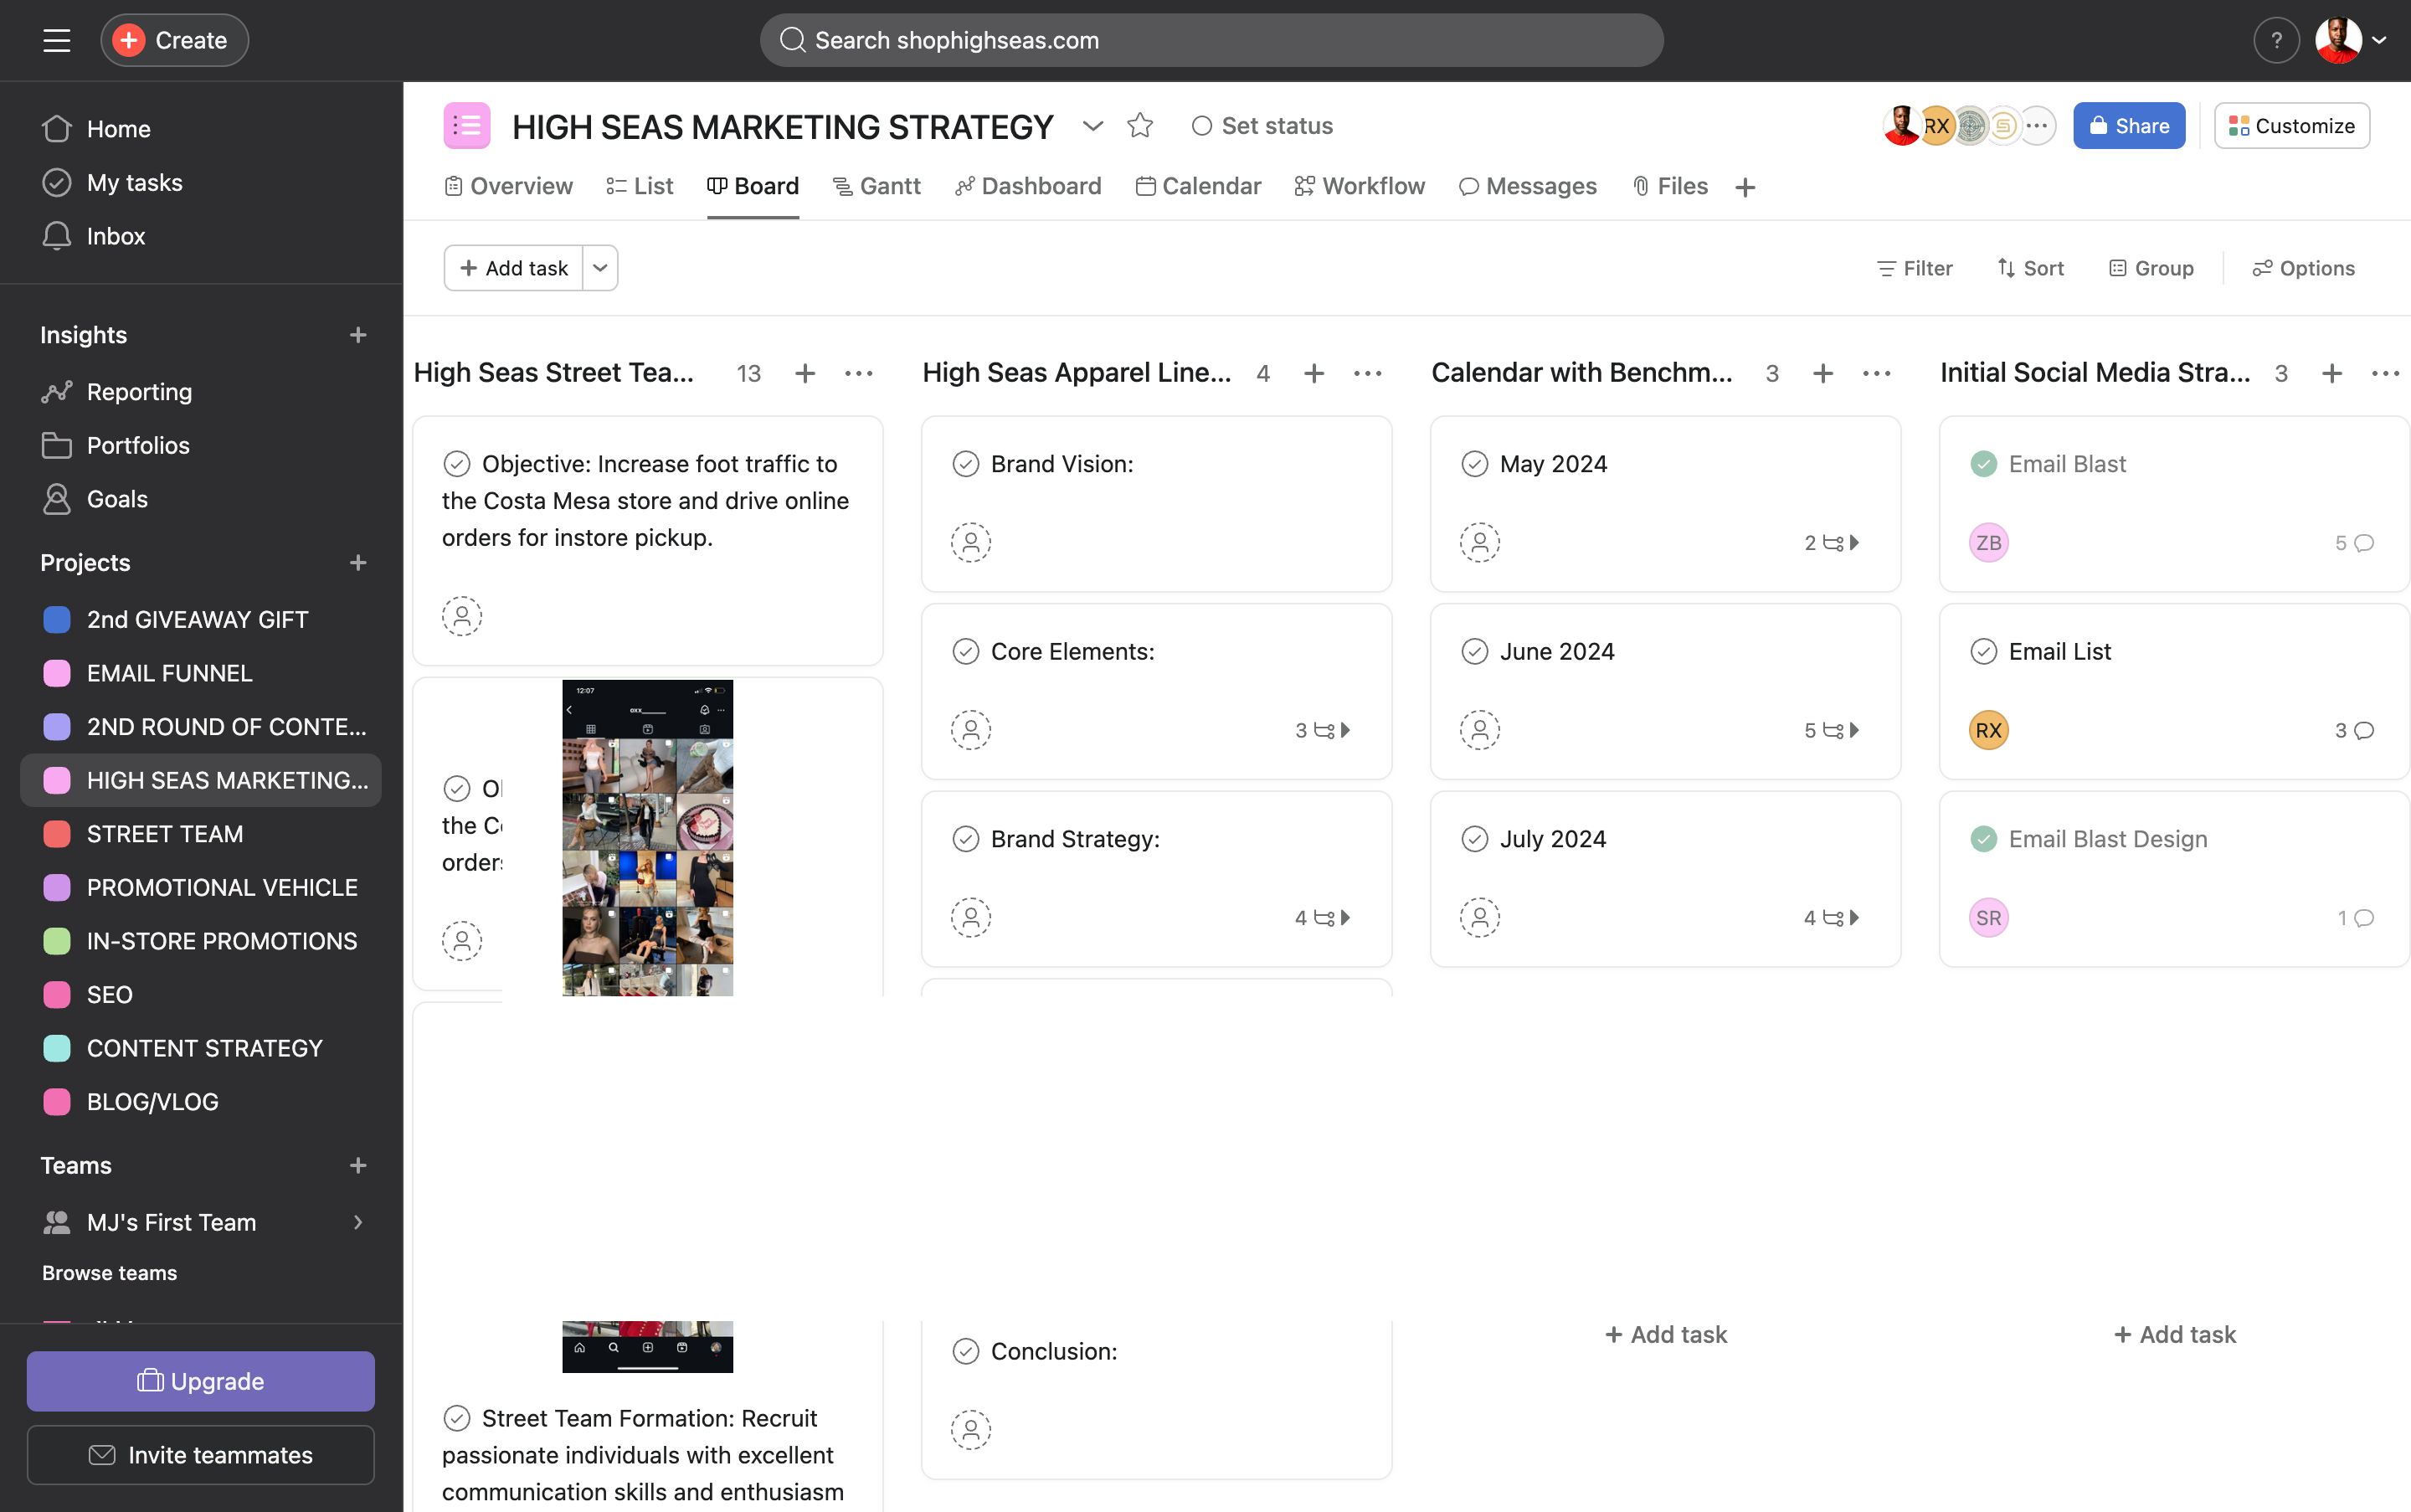 Create
Search shophighseas.com
?
Home
My tasks
Inbox
Insights
Reporting
Portfolios
Goals
Projects
2nd GIVEAWAY GIFT
EMAIL FUNNEL
2ND ROUND OF CONTE...
HIGH SEAS MARKETING...
STREET TEAM
PROMOTIONAL VEHICLE
IN-STORE PROMOTIONS
SEO
CONTENT STRATEGY
BLOG/VLOG
Teams
MJ's First Team
Browse teams
Upgrade
Invite teammates
HIGH SEAS MARKETING STRATEGY
Set status
RX
Share
Customize
Overview
List
Board
Gantt
Dashboard
Calendar
Workflow
Messages
Files
Add task
Filter
Sort
Group
Options
High Seas Street Tea... 13
Objective: Increase foot traffic to
the Costa Mesa store and drive online
orders for instore pickup.
12:07
the C
orders
Street Team Formation: Recruit
passionate individuals with excellent
communication skills and enthusiasm
High Seas Apparel Line... 4
Brand Vision:
Core Elements:
3
Brand Strategy:
4
Conclusion:
Calendar with Benchm... 3
May 2024
2
June 2024
5
July 2024
4
Add task
Initial Social Media Stra... 3
Email Blast
ZB
5
Email List
RX
3
Email Blast Design
SR
1
Add task